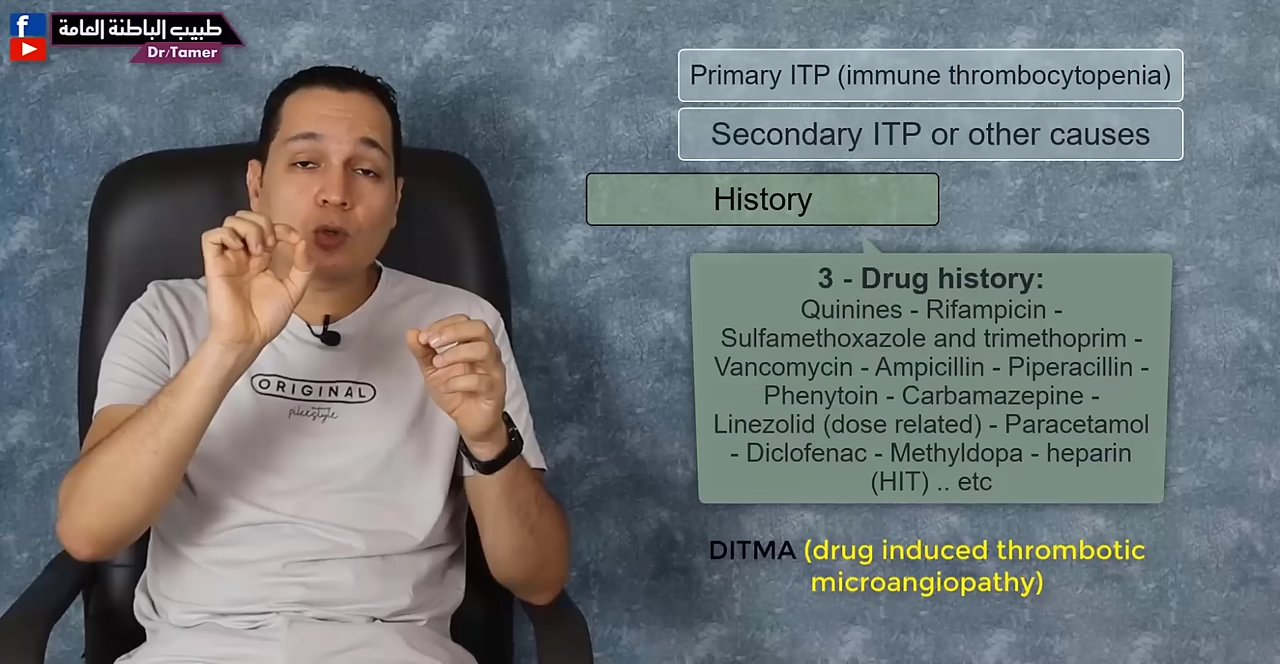 f
طبيب الباطنة العامة
Dr/Tamer
Primary ITP (immune thrombocytopenia)
Secondary ITP or other causes
History
3 - Drug history:
Quinines - Rifampicin -
Sulfamethoxazole and trimethoprim -
Vancomycin - Ampicillin - Piperacillin -
Phenytoin - Carbamazepine -
Linezolid (dose related) - Paracetamol
- Diclofenac - Methyldopa - heparin
(HIT) .. etc
DITMA (drug induced thrombotic
microangiopathy)
ORIGINAL